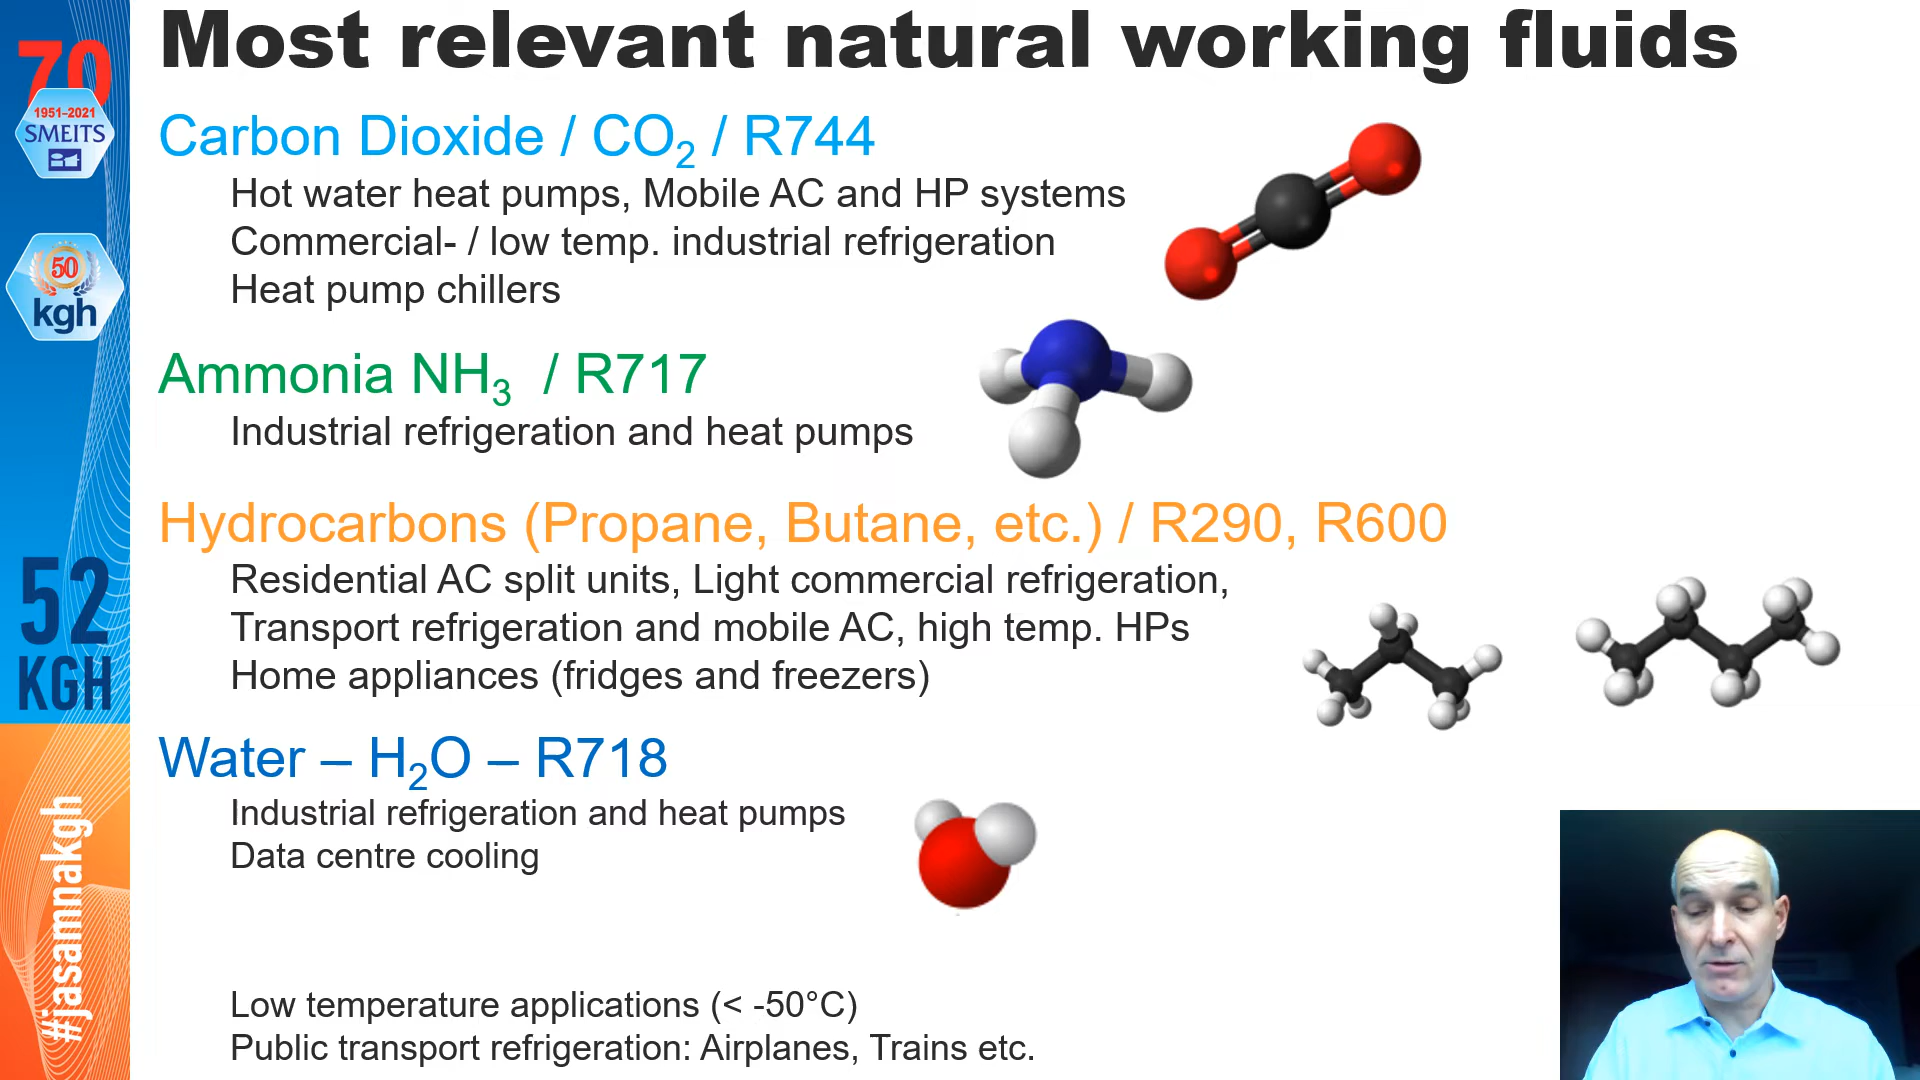 Most relevant natural working fluids
70
1951-2021
SMEITS
50
kgh
52
KGH
#jasamnakgh
Carbon Dioxide / CO₂ / R744
Hot water heat pumps, Mobile AC and HP systems
Commercial- / low temp. industrial refrigeration
Heat pump chillers
Ammonia NH₃ / R717
Industrial refrigeration and heat pumps
Hydrocarbons (Propane, Butane, etc.) / R290, R600
Residential AC split units, Light commercial refrigeration,
Transport refrigeration and mobile AC, high temp. HPs
Home appliances (fridges and freezers)
Water – H₂O – R718
Industrial refrigeration and heat pumps
Data centre cooling
Low temperature applications (< -50°C)
Public transport refrigeration: Airplanes, Trains etc.